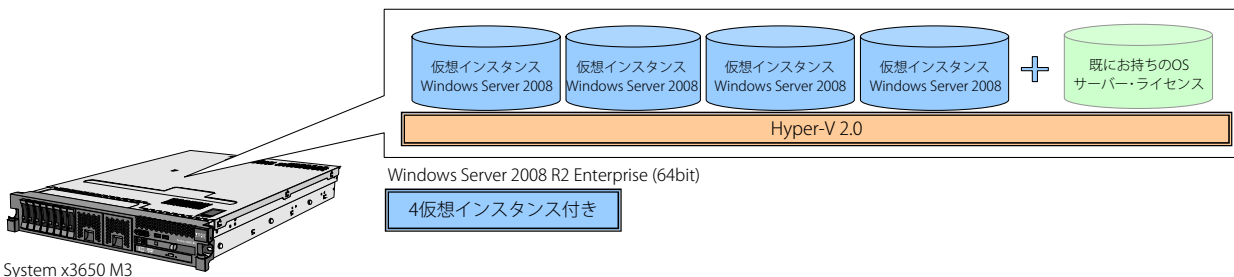 仮想インスタンス
Windows Server 2008
仮想インスタンス
Windows Server 2008
仮想インスタンス
Windows Server 2008
仮想インスタンス
Windows Server 2008
+
既にお持ちのOS
サーバー・ライセンス
Hyper-V 2.0
Windows Server 2008 R2 Enterprise (64bit)
4仮想インスタンス付き
System x3650 M3